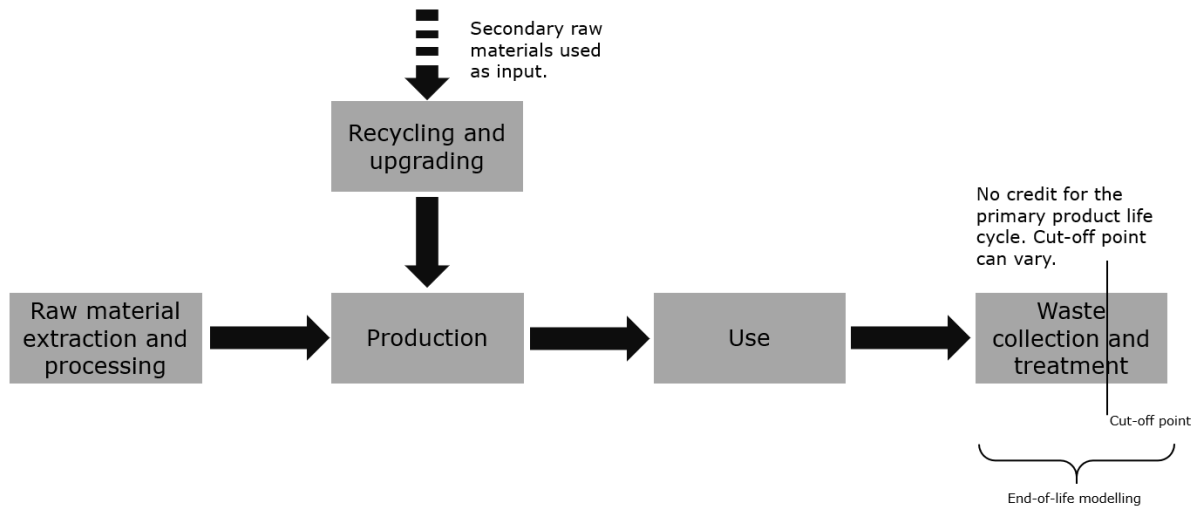 Secondary raw
materials used
as input.
Recycling and
upgrading
No credit for the
primary product life
cycle. Cut-off point
can vary.
Raw material
extraction and
processing
Production
Use
Waste
collection and
treatment
Cut-off point
End-of-life modelling